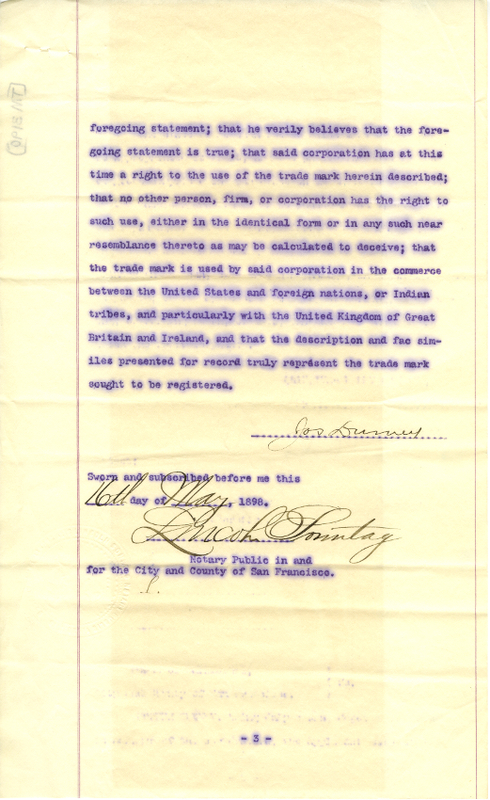 foregoing statement; that he verily believes that the fore-
going statement is true; that said corporation has at this
time a right to the use of the trade mark herein described;
that no other person, firm, or corporation has the right to
such use, either in the identical form or in any such near
resemblance thereto as may be calculated to deceive; that
the trade mark is used by said corporation in the commerce
between the United States and foreign nations, or Indian
tribes, and particularly with the United Kingdom of Great
Britain and Ireland, and that the description and fac sim-
iles presented for record truly represent the trade mark
sought to be registered.
Jos Durney
Sworn and subscribed before me this
16th day of May, 1898.
Lincoln Sonntag
Notary Public in and
for the City and County of San Francisco.
- 3 -